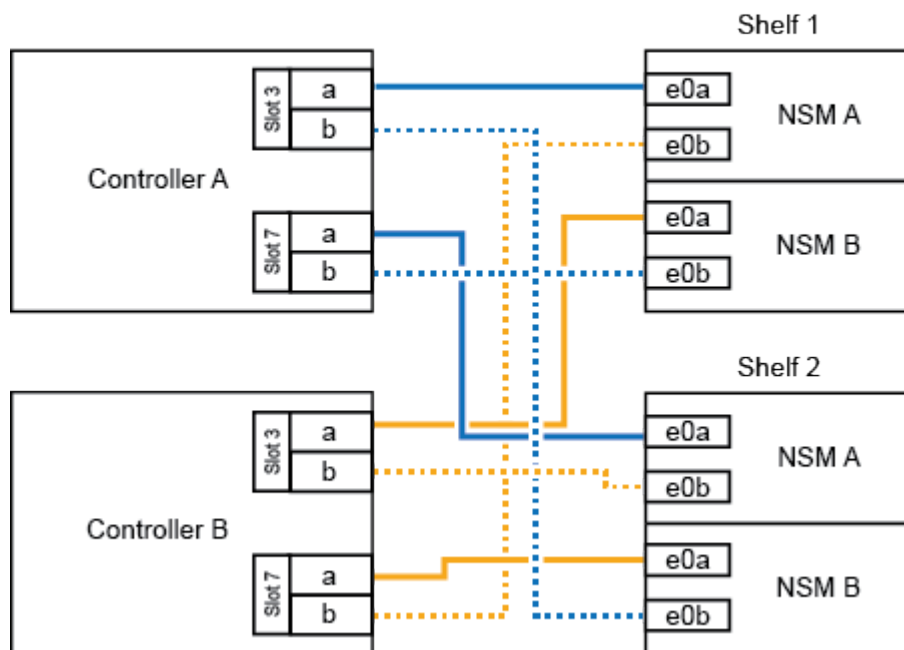 Shelf 1
Controller A
Slot 3
a
b
Slot 7
a
b
e0a
e0b
NSM A
e0a
e0b
NSM B
Shelf 2
Controller B
Slot 3
a
b
Slot 7
a
b
e0a
e0b
NSM A
e0a
e0b
NSM B